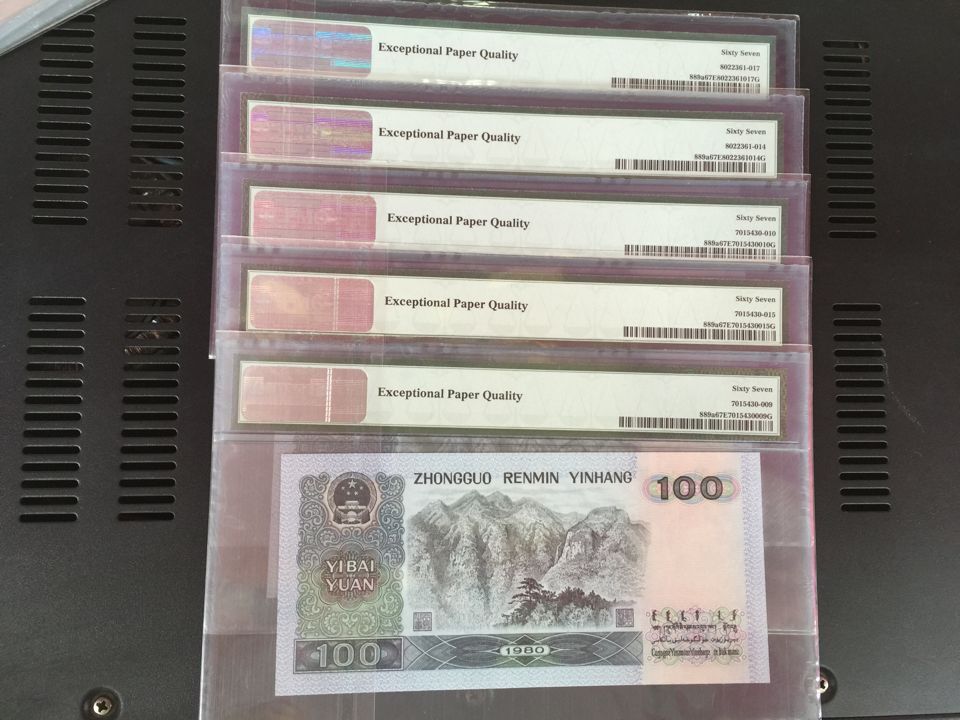 Exceptional Paper Quality
Sixty Seven
8022361-017
889a67E8022361017G
Exceptional Paper Quality
Sixty Seven
8022361-014
889a67E8022361014G
Exceptional Paper Quality
Sixty Seven
7015430-010
889a67E7015430010G
Exceptional Paper Quality
Sixty Seven
7015430-015
889a67E7015430015G
Exceptional Paper Quality
Sixty Seven
7015430-009
889a67E7015430009G
ZHONGGUO RENMIN YINHANG
100
YIBAI
YUAN
100
1980